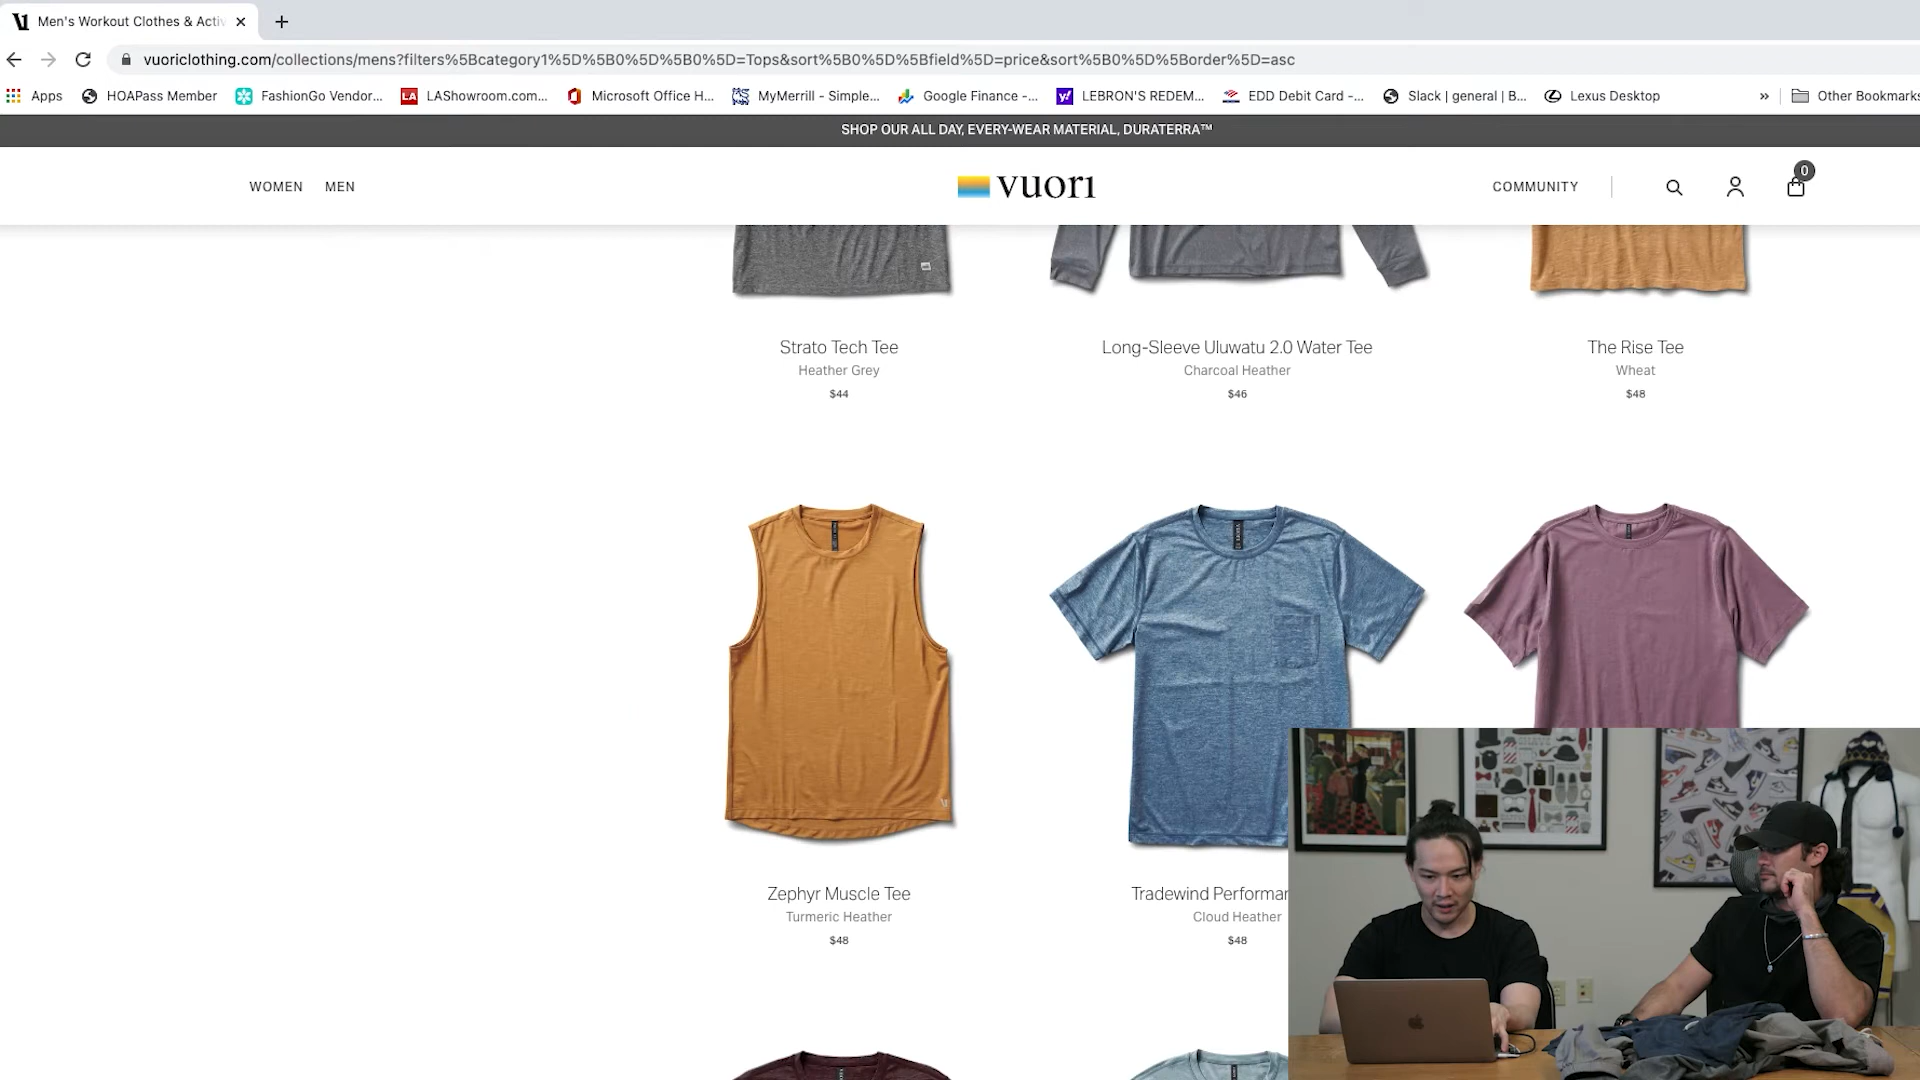 Men's Workout Clothes & Activ
vuoriclothing.com/collections/mens?filters%5Bcategory1%5D%5B0%5D%5B0%5D=Tops&sort%5B0%5D%5Bfield%5D=price&sort%5B0%5D%5Border%5D=asc
Apps HOAPass Member FashionGo Vendor... LA LAShowroom.com... Microsoft Office H... MyMerrill - Simple... Google Finance -... y! LEBRON'S REDEM... EDD Debit Card -... Slack | general | B... Lexus Desktop » Other Bookmarks
SHOP OUR ALL DAY, EVERY-WEAR MATERIAL, DURATERRA™
WOMEN MEN vuori COMMUNITY 0
Strato Tech Tee Long-Sleeve Uluwatu 2.0 Water Tee The Rise Tee
Heather Grey Charcoal Heather Wheat
$44 $46 $48
Zephyr Muscle Tee Tradewind Performan
Turmeric Heather Cloud Heather
$48 $48